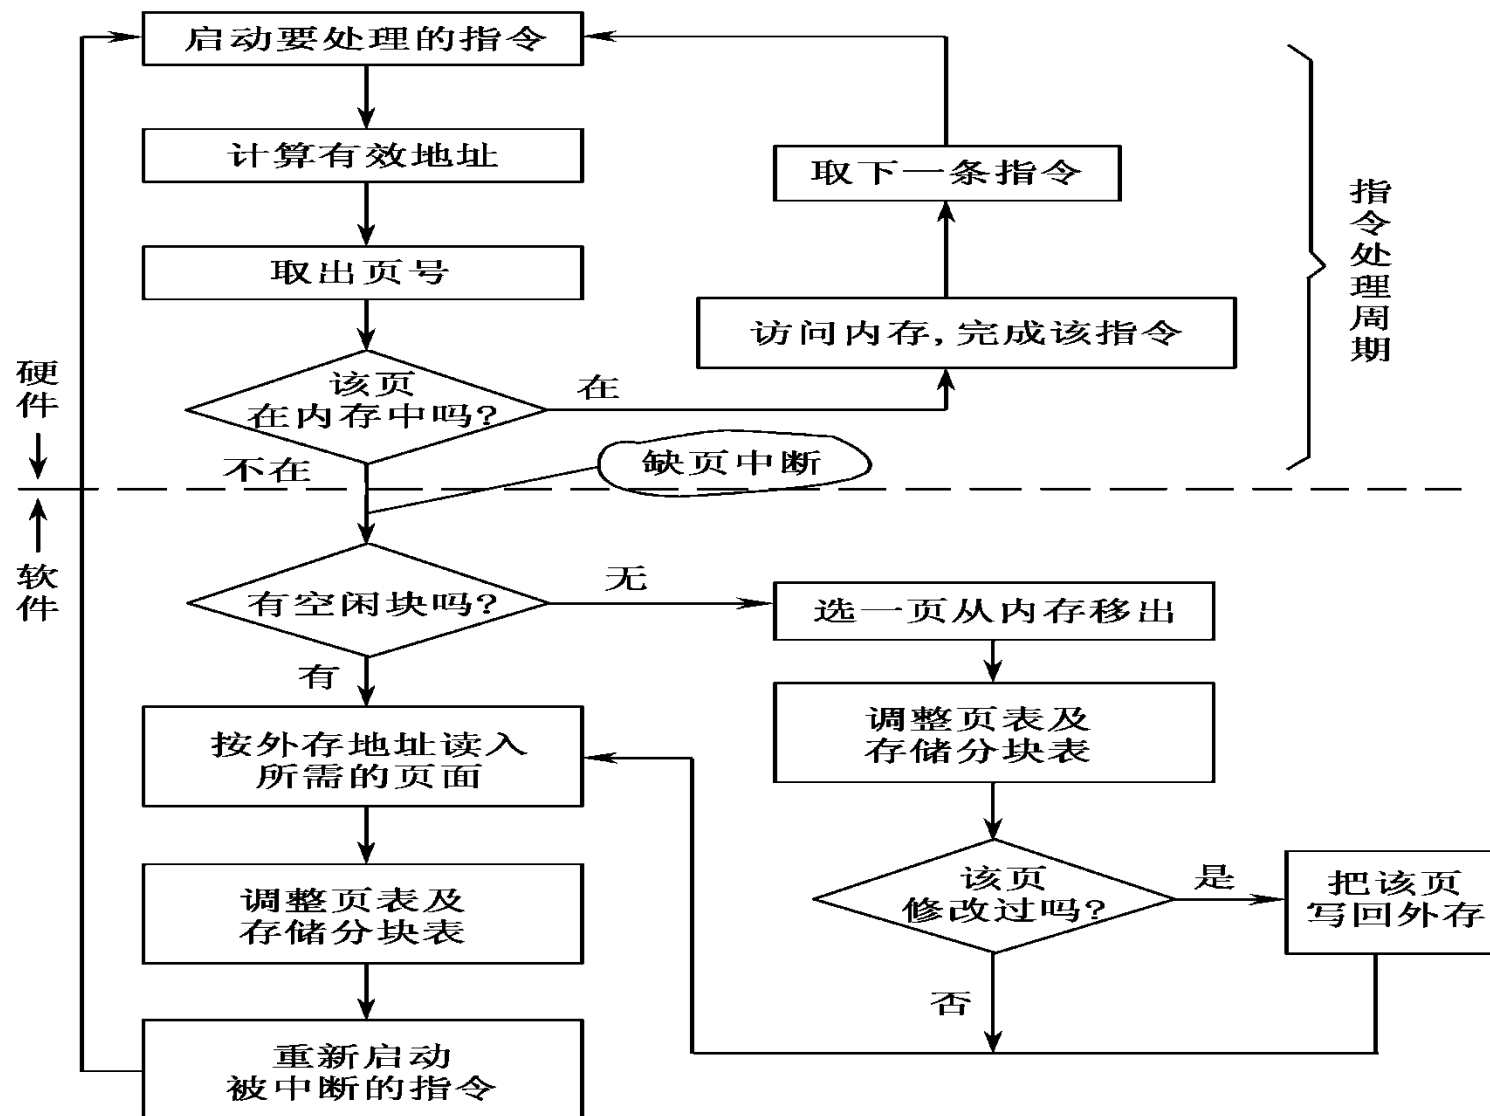 启动要处理的指令
计算有效地址
取下一条指令
取出页号
访问内存,完成该指令
指令处理周期
该页
在内存中吗?
在
硬件
不在
缺页中断
软件
有空闲块吗?
无
选一页从内存移出
有
按外存地址读入
所需的页面
调整页表及
存储分块表
该页
修改过吗?
是
把该页
写回外存
调整页表及
存储分块表
否
重新启动
被中断的指令